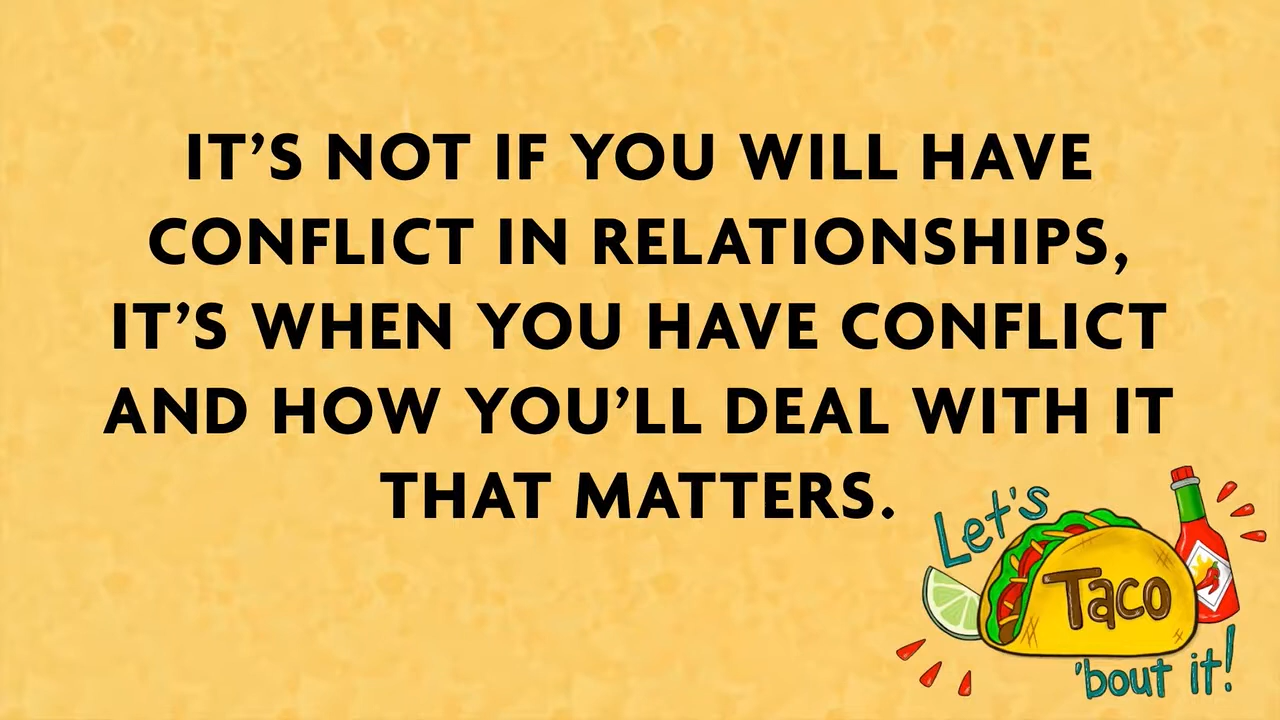 IT’S NOT IF YOU WILL HAVE
CONFLICT IN RELATIONSHIPS,
IT’S WHEN YOU HAVE CONFLICT
AND HOW YOU’LL DEAL WITH IT
THAT MATTERS.
Let's
Taco
'bout it!